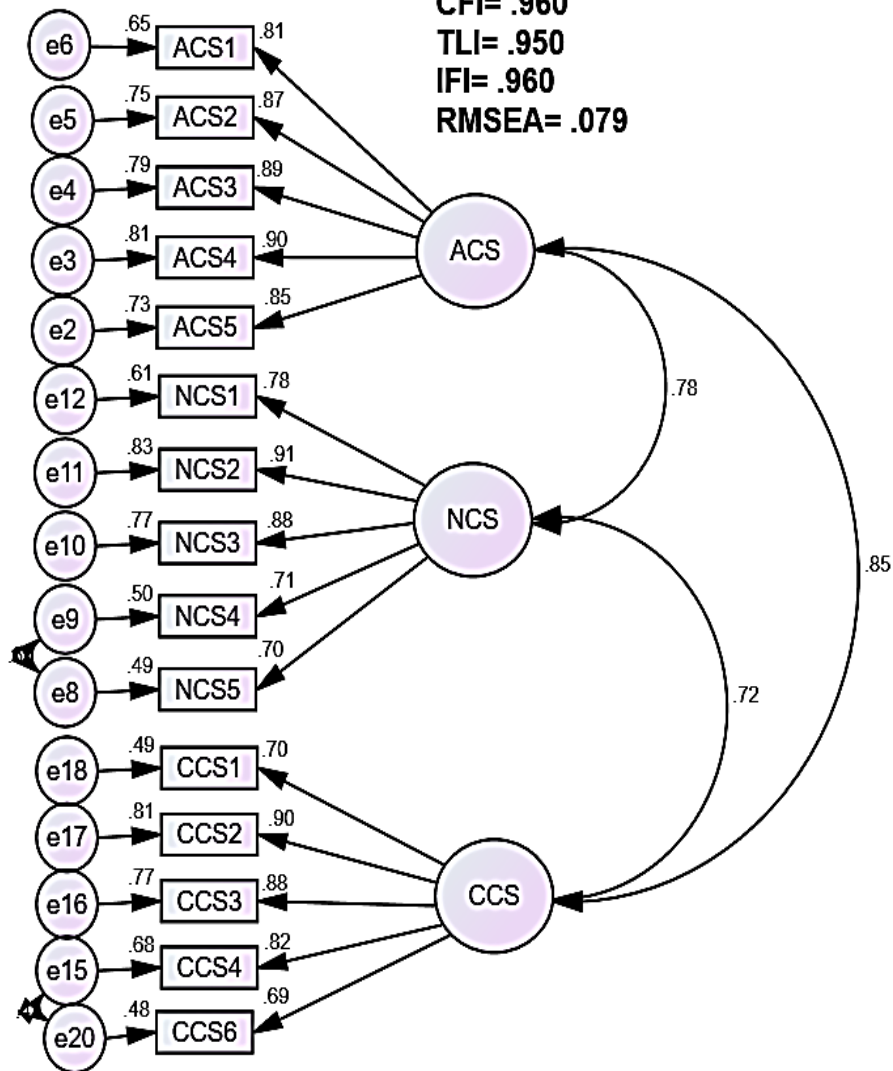 CFI= .960
TLI= .950
IFI= .960
RMSEA= .079
e6 .65 ACS1 .81
e5 .75 ACS2 .87
e4 .79 ACS3 .89
e3 .81 ACS4 .90
e2 .73 ACS5 .85
ACS
e12 .61 NCS1 .78
.78
e11 .83 NCS2 .91
e10 .77 NCS3 .88
NCS
e9 .50 NCS4 .71
.85
e8 .49 NCS5 .70
.72
e18 .49 CCS1 .70
e17 .81 CCS2 .90
e16 .77 CCS3 .88
CCS
e15 .68 CCS4 .82
e20 .48 CCS6 .69